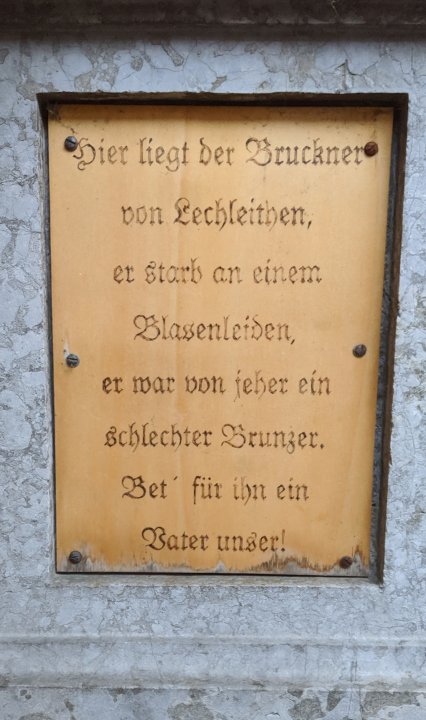 Hier liegt der Bruckner
von Lechleithen,
er starb an einem
Blasenleiden,
er war von jeher ein
schlechter Brunzer.
Bet´ für ihn ein
Vater unser!